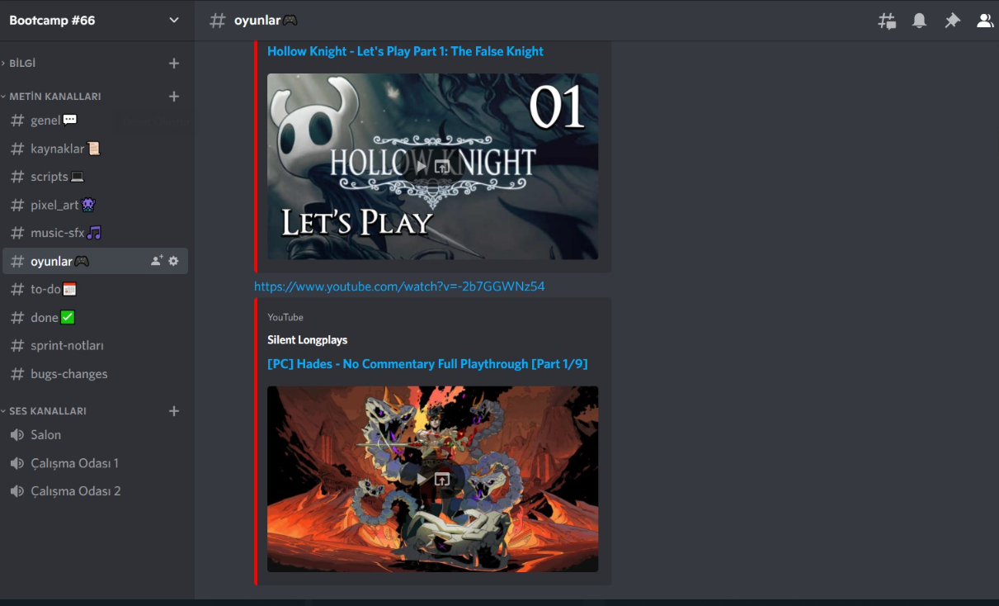 Bootcamp #66
BİLGİ
METİN KANALLARI
genel
kaynaklar
scripts
pixel_art
music-sfx
oyunlar
to-do
done
sprint-notları
bugs-changes
SES KANALLARI
Salon
Çalışma Odası 1
Çalışma Odası 2
oyunlar
Hollow Knight - Let's Play Part 1: The False Knight
01
HOLLOW KNIGHT
LET'S PLAY
https://www.youtube.com/watch?v=-2b7GGWNz54
YouTube
Silent Longplays
[PC] Hades - No Commentary Full Playthrough [Part 1/9]